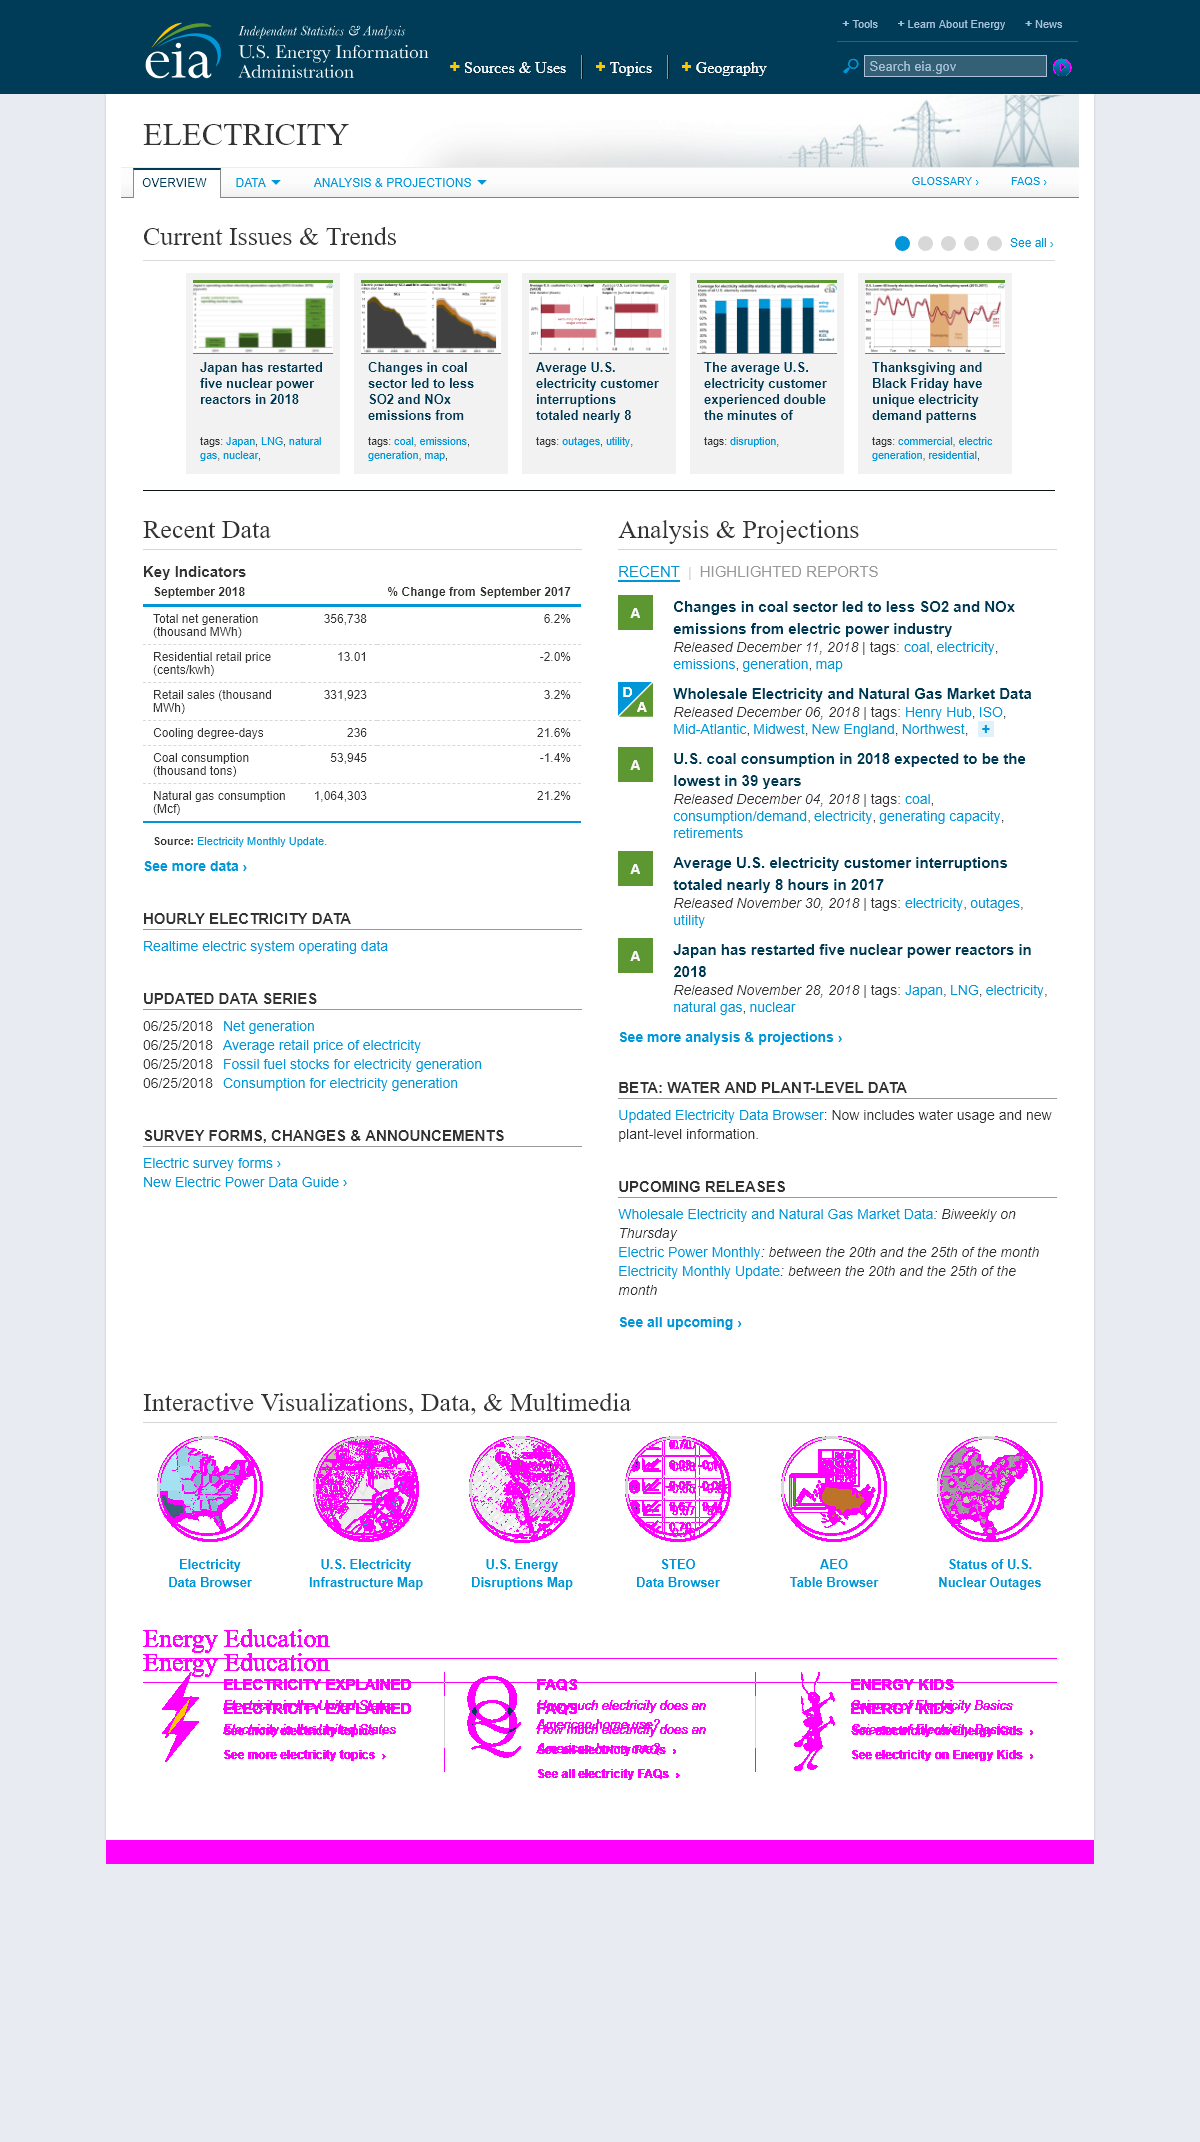 + Tools + Learn About Energy + News
Independent Statistics & Analysis
eia U.S. Energy Information
Administration
+ Sources & Uses + Topics + Geography
Search eia.gov
ELECTRICITY
OVERVIEW DATA ANALYSIS & PROJECTIONS GLOSSARY › FAQS ›
Current Issues & Trends
See all ›
Japan has restarted
five nuclear power
reactors in 2018
tags: Japan, LNG, natural
gas, nuclear,
Changes in coal
sector led to less
SO2 and NOx
emissions from
tags: coal, emissions,
generation, map,
Average U.S.
electricity customer
interruptions
totaled nearly 8
tags: outages, utility,
The average U.S.
electricity customer
experienced double
the minutes of
tags: disruption,
Thanksgiving and
Black Friday have
unique electricity
demand patterns
tags: commercial, electric
generation, residential,
Recent Data
Key Indicators
September 2018 % Change from September 2017
Total net generation
(thousand MWh) 356,738 6.2%
Residential retail price
(cents/kwh) 13.01 -2.0%
Retail sales (thousand
MWh) 331,923 3.2%
Cooling degree-days 236 21.6%
Coal consumption
(thousand tons) 53,945 -1.4%
Natural gas consumption
(Mcf) 1,064,303 21.2%
Source: Electricity Monthly Update.
See more data ›
HOURLY ELECTRICITY DATA
Realtime electric system operating data
UPDATED DATA SERIES
06/25/2018 Net generation
06/25/2018 Average retail price of electricity
06/25/2018 Fossil fuel stocks for electricity generation
06/25/2018 Consumption for electricity generation
SURVEY FORMS, CHANGES & ANNOUNCEMENTS
Electric survey forms ›
New Electric Power Data Guide ›
Analysis & Projections
RECENT | HIGHLIGHTED REPORTS
A
Changes in coal sector led to less SO2 and NOx
emissions from electric power industry
Released December 11, 2018 | tags: coal, electricity,
emissions, generation, map
D A
Wholesale Electricity and Natural Gas Market Data
Released December 06, 2018 | tags: Henry Hub, ISO,
Mid-Atlantic, Midwest, New England, Northwest, +
A
U.S. coal consumption in 2018 expected to be the
lowest in 39 years
Released December 04, 2018 | tags: coal,
consumption/demand, electricity, generating capacity,
retirements
A
Average U.S. electricity customer interruptions
totaled nearly 8 hours in 2017
Released November 30, 2018 | tags: electricity, outages,
utility
A
Japan has restarted five nuclear power reactors in
2018
Released November 28, 2018 | tags: Japan, LNG, electricity,
natural gas, nuclear
See more analysis & projections ›
BETA: WATER AND PLANT-LEVEL DATA
Updated Electricity Data Browser: Now includes water usage and new
plant-level information.
UPCOMING RELEASES
Wholesale Electricity and Natural Gas Market Data: Biweekly on
Thursday
Electric Power Monthly: between the 20th and the 25th of the month
Electricity Monthly Update: between the 20th and the 25th of the
month
See all upcoming ›
Interactive Visualizations, Data, & Multimedia
Electricity
Data Browser
U.S. Electricity
Infrastructure Map
U.S. Energy
Disruptions Map
STEO
Data Browser
AEO
Table Browser
Status of U.S.
Nuclear Outages
Energy Education
Energy Education
ELECTRICITY EXPLAINED
ELECTRICITY EXPLAINED
Electricity in the United States
See more electricity topics ›
FAQS
FAQS
How much electricity does an
American home use?
See all electricity FAQs ›
See all electricity FAQs ›
ENERGY KIDS
ENERGY KIDS
Science of Electricity Basics
See electricity on Energy Kids ›
See electricity on Energy Kids ›